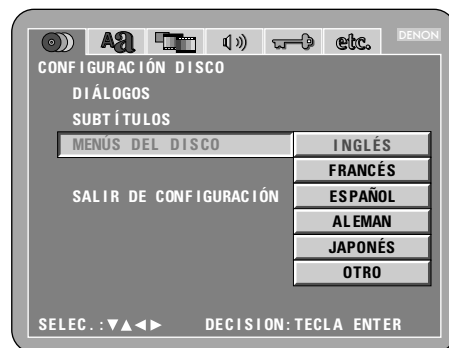 Aa etc. DENON
CONFIGURACIÓN DISCO
DIÁLOGOS
SUBTÍTULOS
MENÚS DEL DISCO INGLÉS
FRANCÉS
SALIR DE CONFIGURACIÓN ESPAÑOL
ALEMAN
JAPONÉS
OTRO
SELEC.:▼▲◄► DECISION:TECLA ENTER